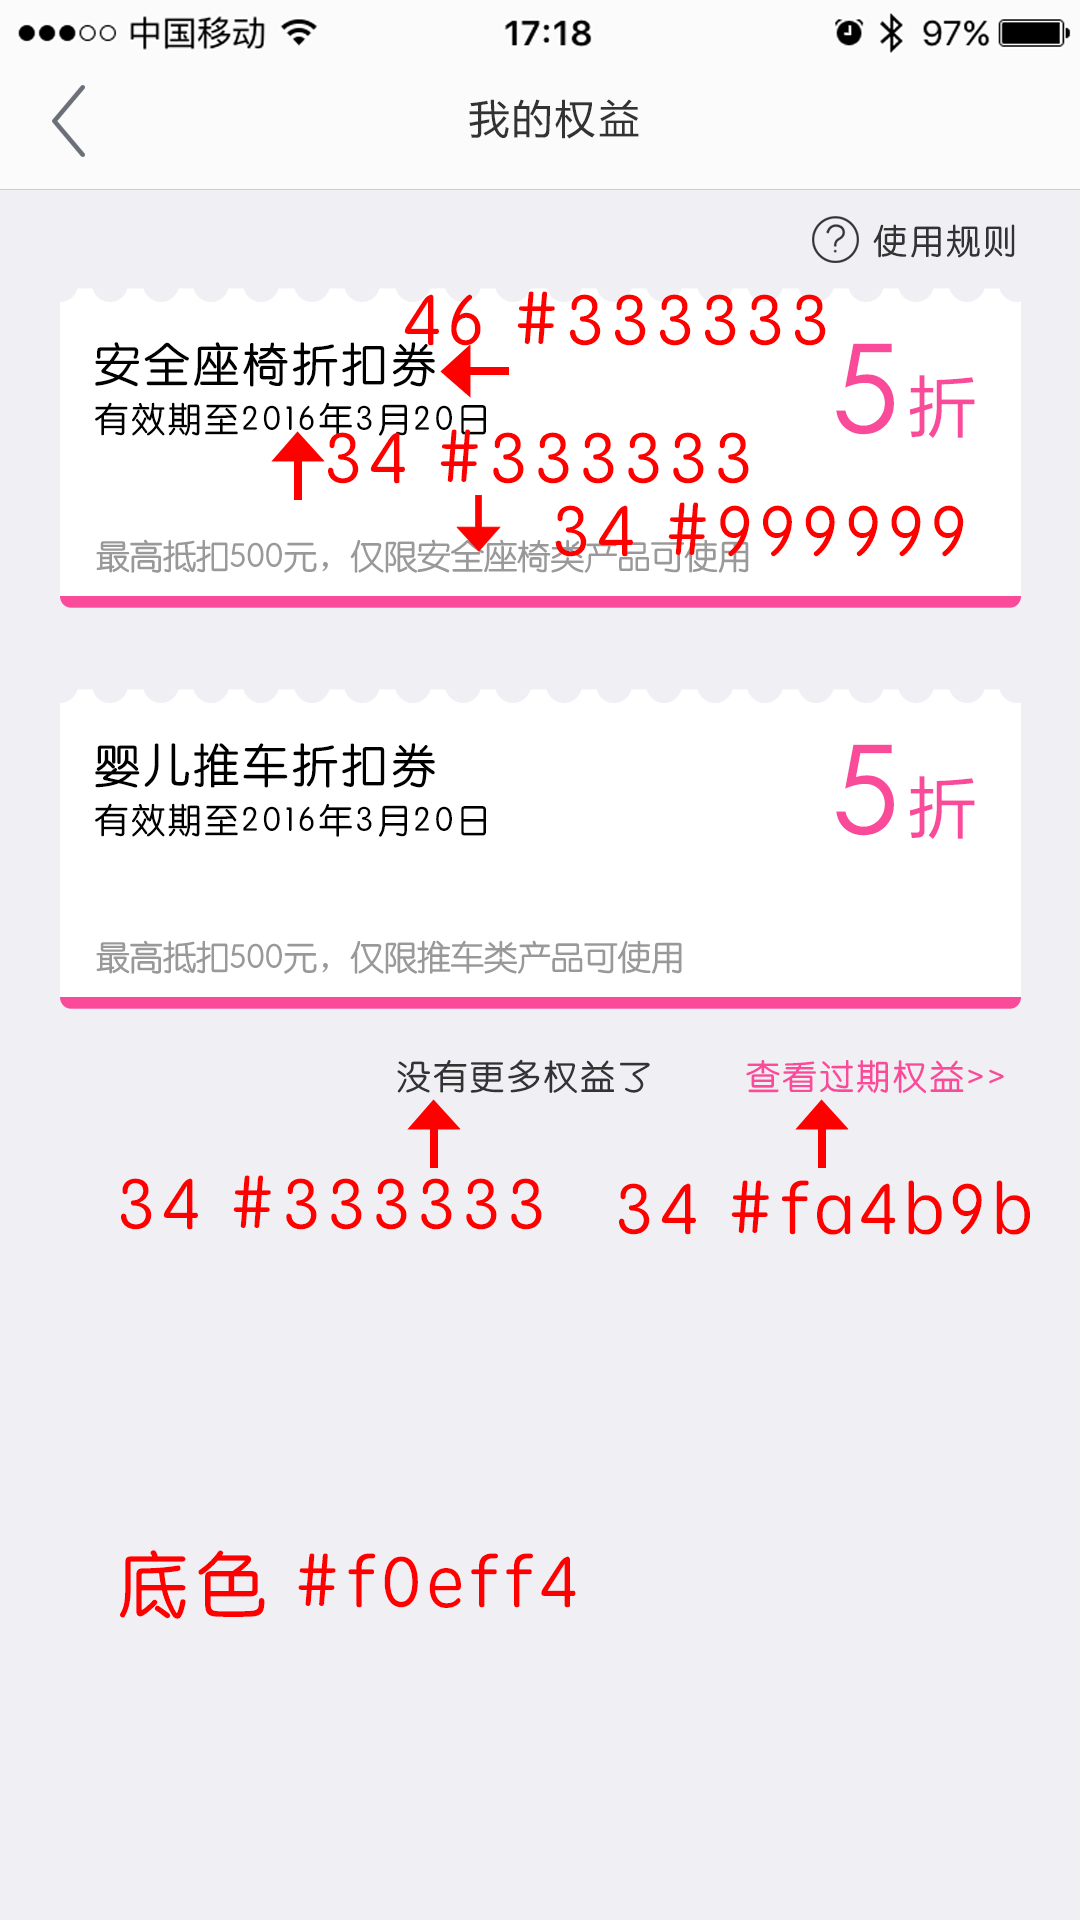 中国移动 17:18 97%
我的权益
? 使用规则
46 #333333
安全座椅折扣券
5折
有效期至2016年3月20日
34 #333333
34 #999999
最高抵扣500元，仅限安全座椅类产品可使用
婴儿推车折扣券
5折
有效期至2016年3月20日
最高抵扣500元，仅限推车类产品可使用
没有更多权益了 查看过期权益>>
34 #333333 34 #fa4b9b
底色 #f0eff4